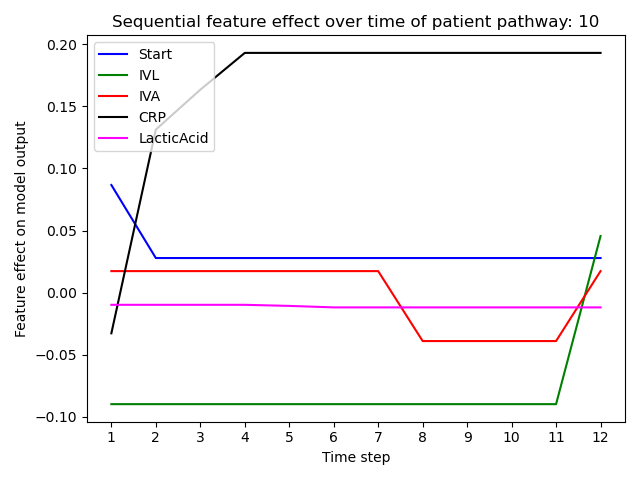 Sequential feature effect over time of patient pathway: 10
Feature effect on model output
0.20
0.15
0.10
0.05
0.00
−0.05
−0.10
Start
IVL
IVA
CRP
LacticAcid
1 2 3 4 5 6 7 8 9 10 11 12
Time step